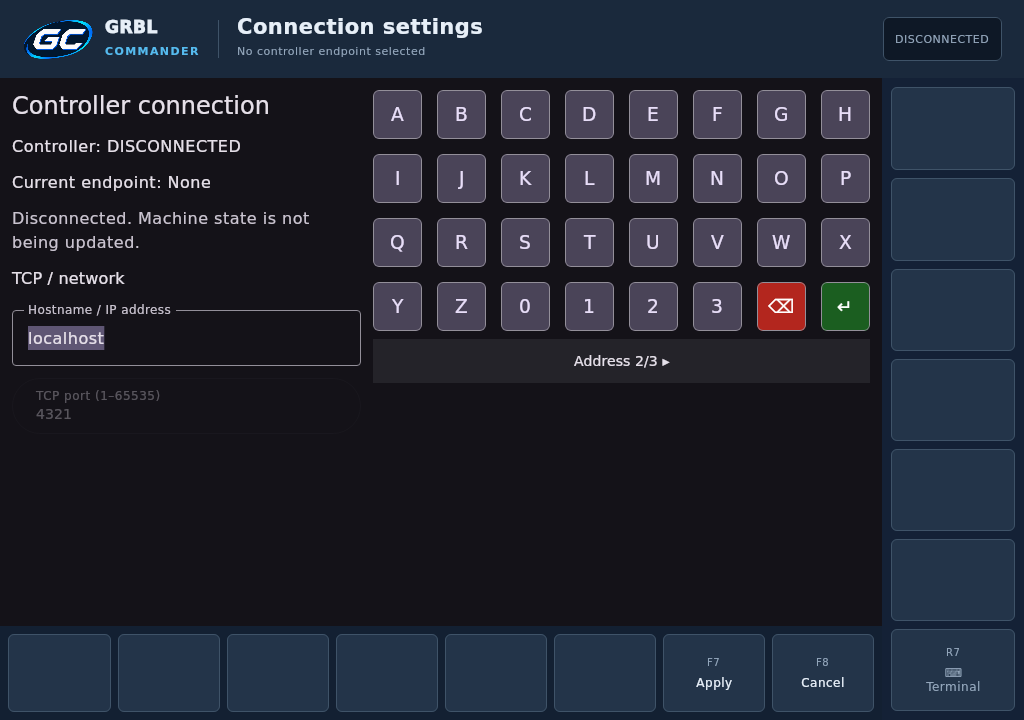 GC
GRBL
COMMANDER
Connection settings
No controller endpoint selected
DISCONNECTED
Controller connection
Controller: DISCONNECTED
Current endpoint: None
Disconnected. Machine state is not
being updated.
TCP / network
Hostname / IP address
localhost
TCP port (1–65535)
4321
A B C D E F G H
I J K L M N O P
Q R S T U V W X
Y Z 0 1 2 3 ⌫ ↵
Address 2/3 ▸
F7
Apply
F8
Cancel
R7
⌨
Terminal